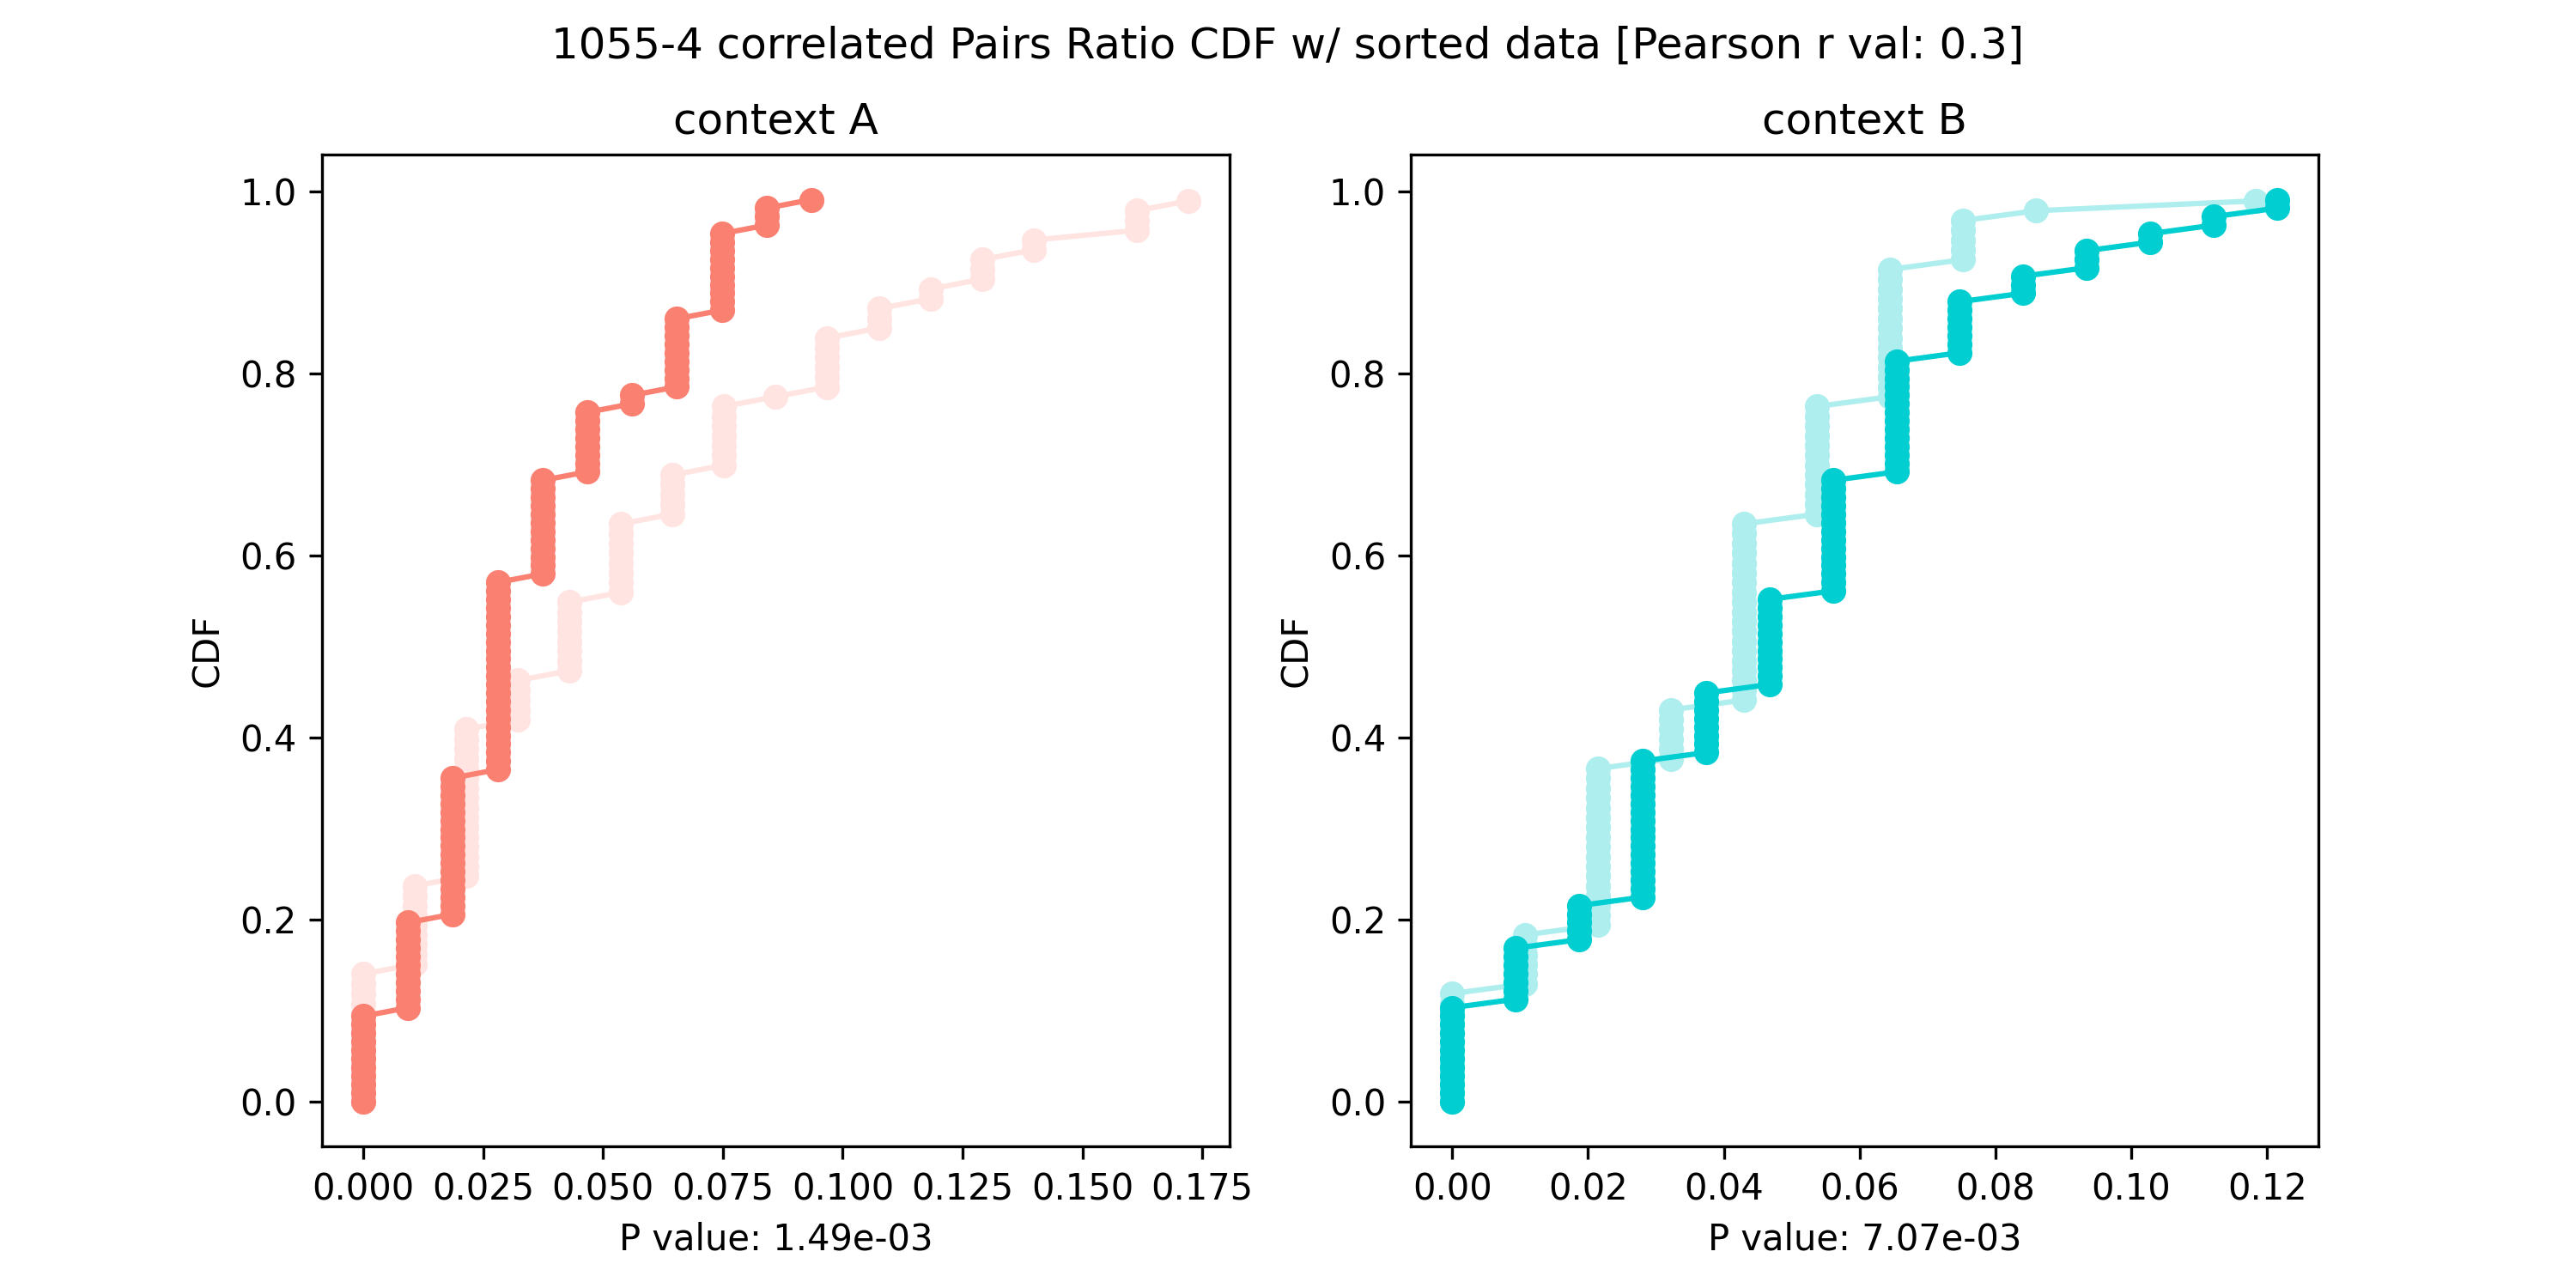 1055-4 correlated Pairs Ratio CDF w/ sorted data [Pearson r val: 0.3]
context A
1.0
0.8
0.6
0.4
0.2
0.0
CDF
0.000 0.025 0.050 0.075 0.100 0.125 0.150 0.175
P value: 1.49e-03
context B
1.0
0.8
0.6
0.4
0.2
0.0
CDF
0.00 0.02 0.04 0.06 0.08 0.10 0.12
P value: 7.07e-03